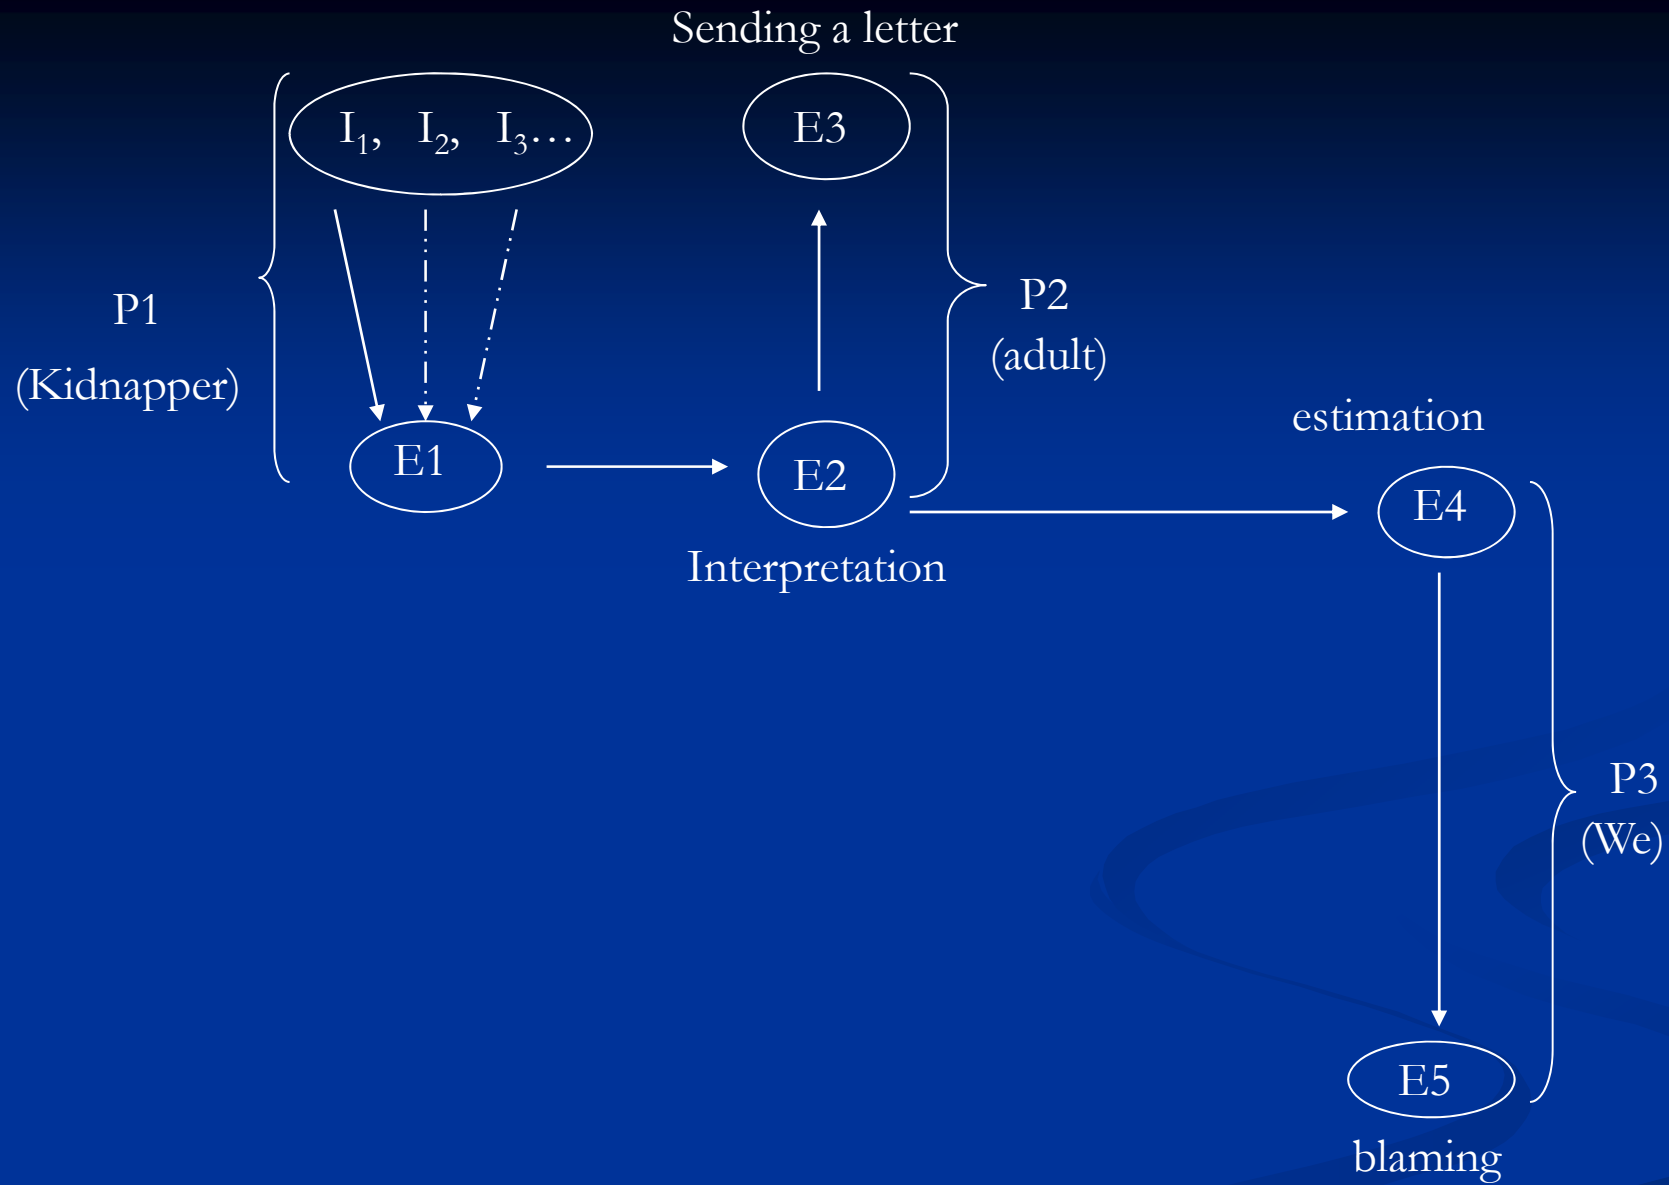 Sending a letter
I₁, I₂, I₃…
E3
P1
(Kidnapper)
P2
(adult)
E1
E2
Interpretation
estimation
E4
P3
(We)
E5
blaming